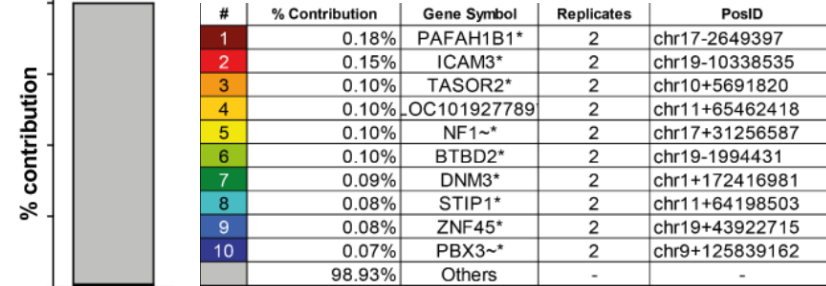 % contribution
# % Contribution Gene Symbol Replicates PosID
1 0.18% PAFAH1B1* 2 chr17-2649397
2 0.15% ICAM3* 2 chr19-10338535
3 0.10% TASOR2* 2 chr10+5691820
4 0.10% LOC101927789* 2 chr11+65462418
5 0.10% NF1~* 2 chr17+31256587
6 0.10% BTBD2* 2 chr19-1994431
7 0.09% DNM3* 2 chr1+172416981
8 0.08% STIP1* 2 chr11+64198503
9 0.08% ZNF45* 2 chr19+43922715
10 0.07% PBX3~* 2 chr9+125839162
98.93% Others - -